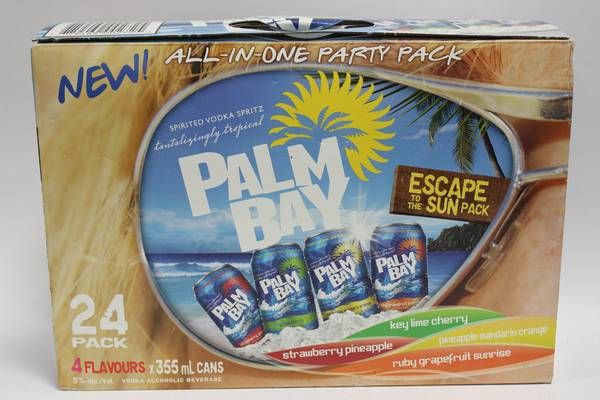 NEW! ALL-IN-ONE PARTY PACK
SPIRITED VODKA SPRITZ
tantalizingly tropical
PALM
BAY
ESCAPE
TO THE SUN PACK
PALM
BAY
PALM
BAY
PALM
BAY
PALM
BAY
24
PACK
key lime cherry
pineapple mandarin orange
strawberry pineapple
ruby grapefruit sunrise
4 FLAVOURS x 355 mL CANS
5% alc./vol. VODKA ALCOHOLIC BEVERAGE